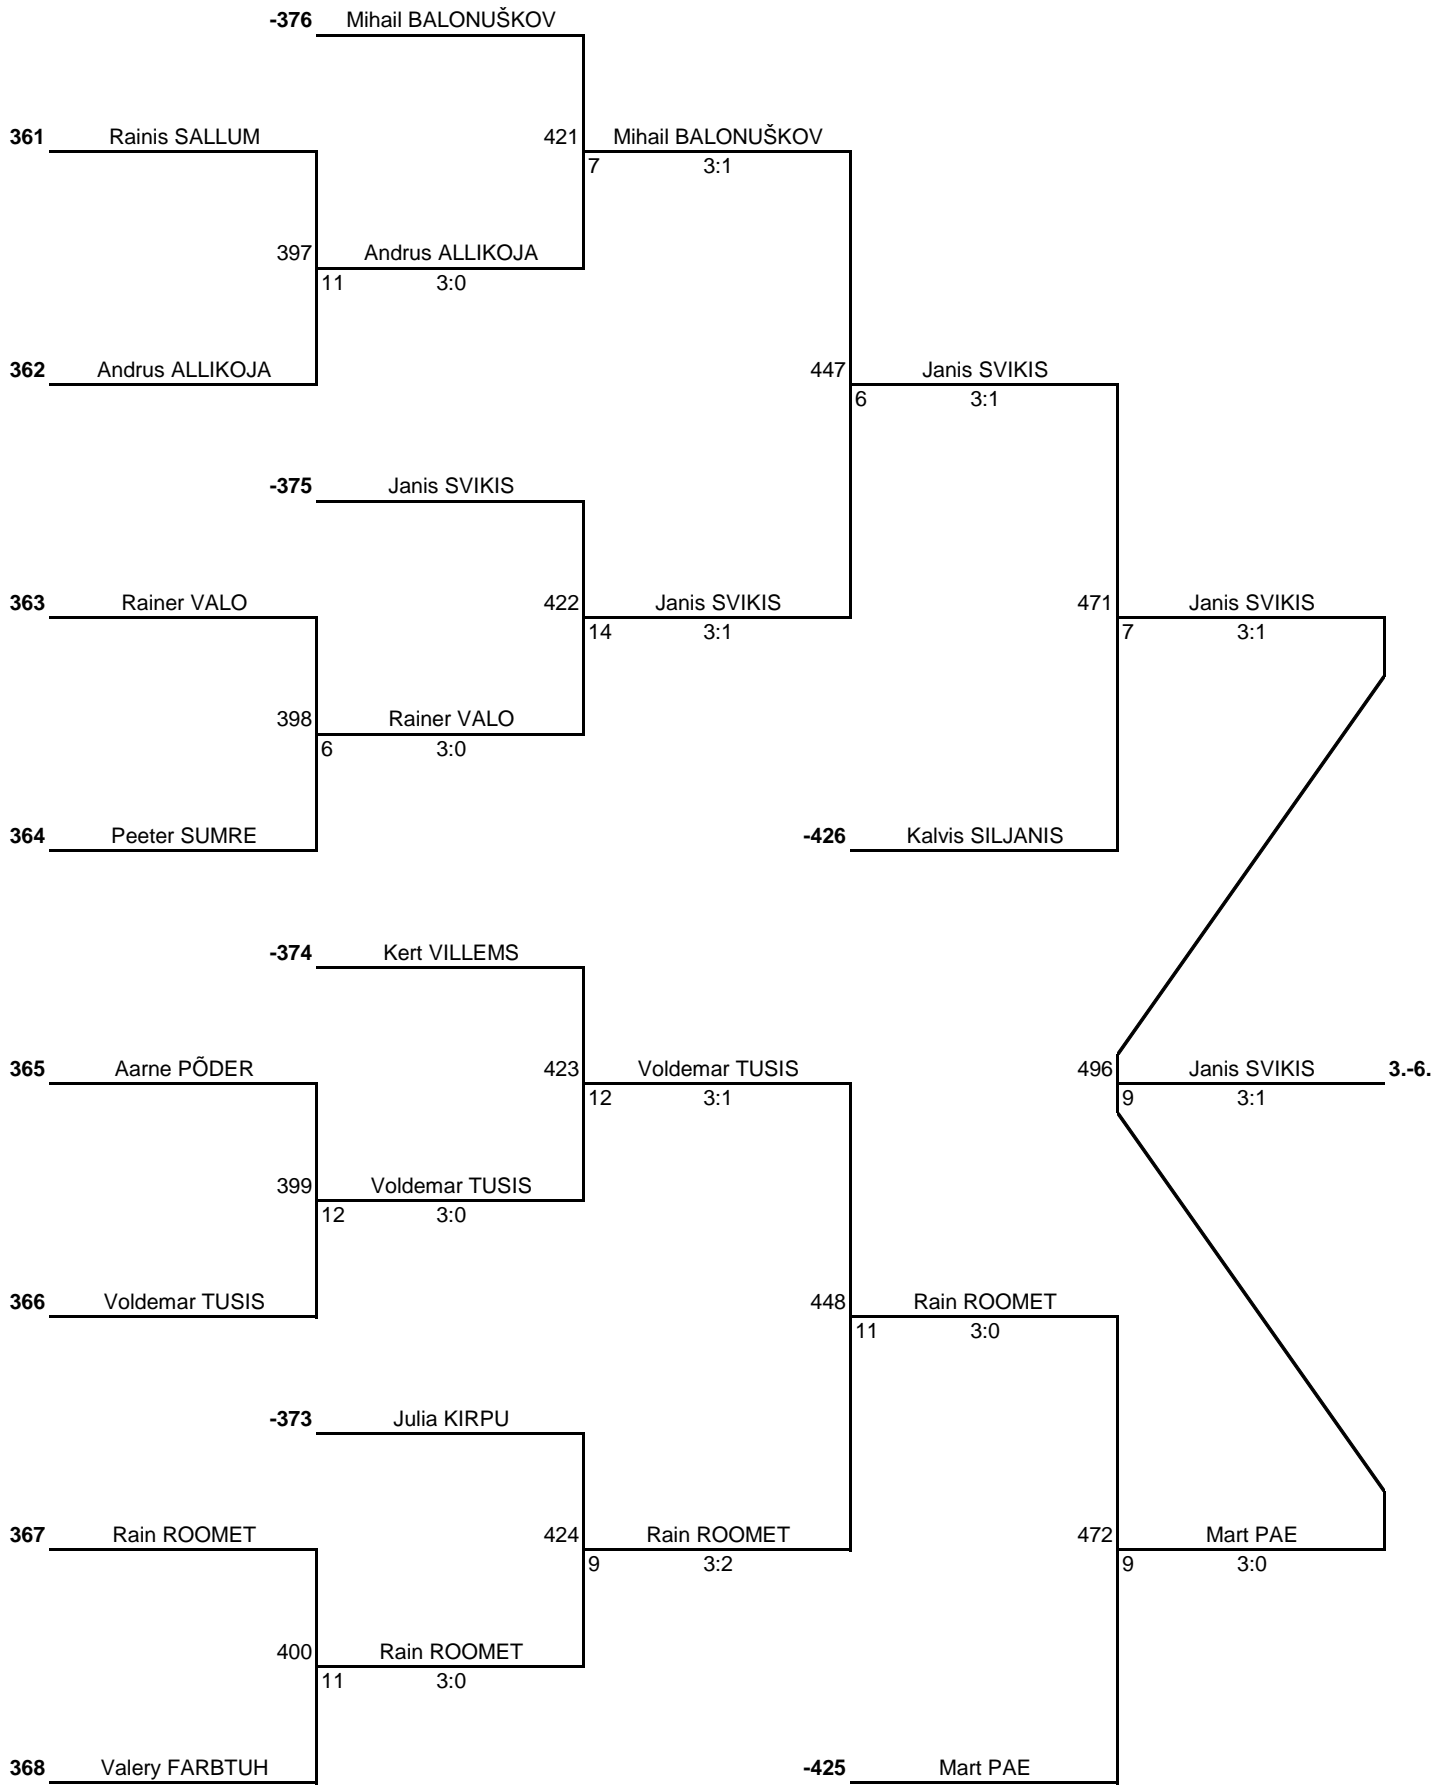 -376 Mihail BALONUŠKOV
361 Rainis SALLUM 421 Mihail BALONUŠKOV
7 3:1
397 Andrus ALLIKOJA
11 3:0
362 Andrus ALLIKOJA 447 Janis SVIKIS
6 3:1
-375 Janis SVIKIS
363 Rainer VALO 422 Janis SVIKIS 471 Janis SVIKIS
14 3:1 7 3:1
398 Rainer VALO
6 3:0
364 Peeter SUMRE -426 Kalvis SILJANIS
-374 Kert VILLEMS
365 Aarne PÕDER 423 Voldemar TUSIS 496 Janis SVIKIS 3.-6.
12 3:1 9 3:1
399 Voldemar TUSIS
12 3:0
366 Voldemar TUSIS 448 Rain ROOMET
11 3:0
-373 Julia KIRPU
367 Rain ROOMET 424 Rain ROOMET 472 Mart PAE
9 3:2 9 3:0
400 Rain ROOMET
11 3:0
368 Valery FARBTUH -425 Mart PAE